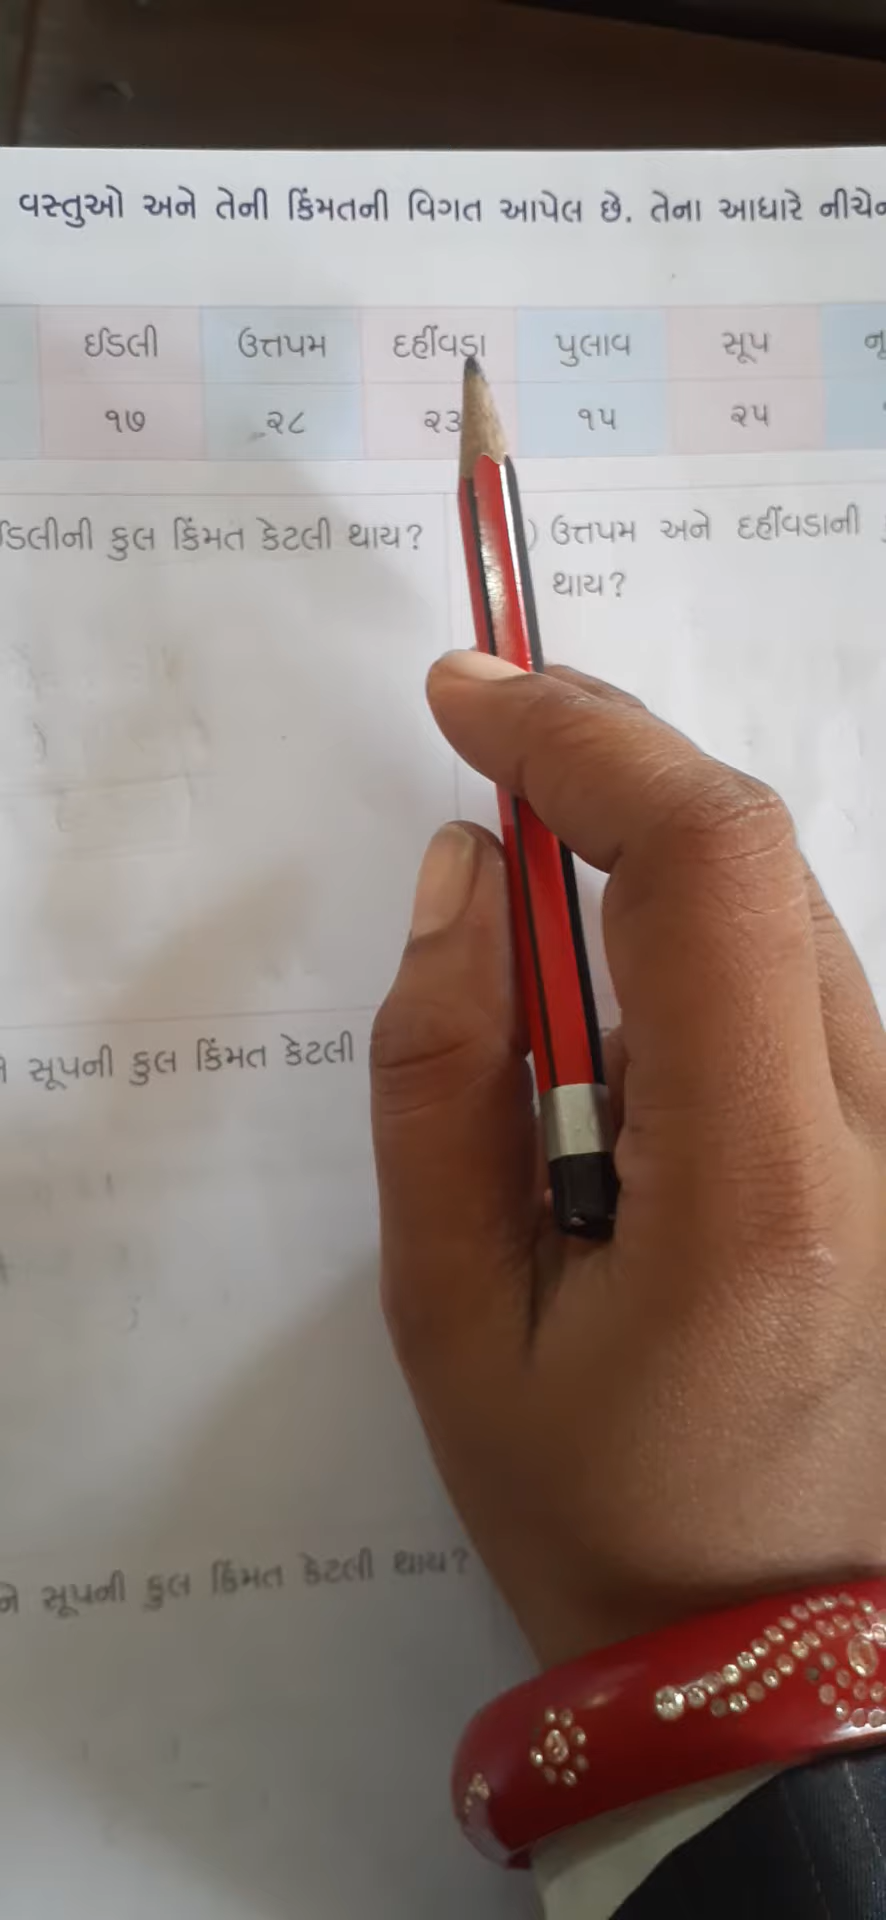 વસ્તુઓ અને તેની કિંમતની વિગત આપેલ છે. તેના આધારે
ઈડલી ઉત્તપમ દહીંવડા પુલાવ સૂપ
૧૭ ૨૮ ૨૩ ૧૫ ૨૫
કુલ કિંમત કેટલી થાય?
ઉત્તપમ અને દહીંવડાની
થાય?
સૂપની કુલ કિંમત કેટલી
સૂપની કુલ કિંમત કેટલી થાય?